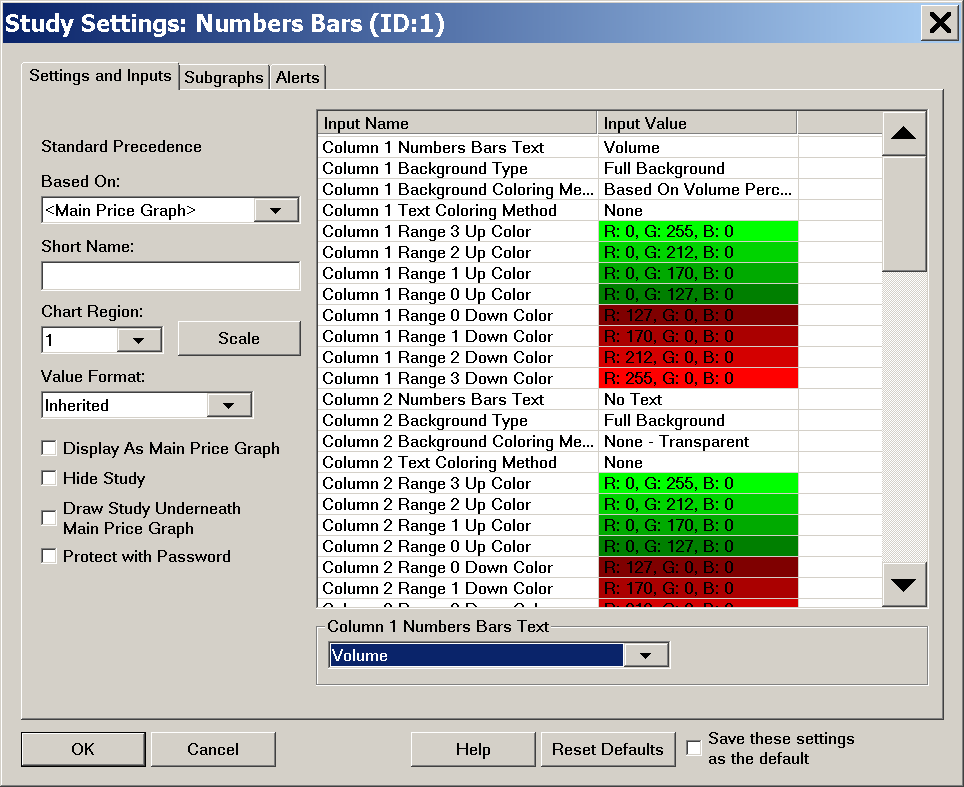 Study Settings: Numbers Bars (ID:1)
Settings and Inputs
Subgraphs
Alerts
Standard Precedence
Based On:
<Main Price Graph>
Short Name:
Chart Region:
1
Scale
Value Format:
Inherited
Display As Main Price Graph
Hide Study
Draw Study Underneath
Main Price Graph
Protect with Password
Input Name Input Value
Column 1 Numbers Bars Text Volume
Column 1 Background Type Full Background
Column 1 Background Coloring Me... Based On Volume Perc...
Column 1 Text Coloring Method None
Column 1 Range 3 Up Color R: 0, G: 255, B: 0
Column 1 Range 2 Up Color R: 0, G: 212, B: 0
Column 1 Range 1 Up Color R: 0, G: 170, B: 0
Column 1 Range 0 Up Color R: 0, G: 127, B: 0
Column 1 Range 0 Down Color R: 127, G: 0, B: 0
Column 1 Range 1 Down Color R: 170, G: 0, B: 0
Column 1 Range 2 Down Color R: 212, G: 0, B: 0
Column 1 Range 3 Down Color R: 255, G: 0, B: 0
Column 2 Numbers Bars Text No Text
Column 2 Background Type Full Background
Column 2 Background Coloring Me... None - Transparent
Column 2 Text Coloring Method None
Column 2 Range 3 Up Color R: 0, G: 255, B: 0
Column 2 Range 2 Up Color R: 0, G: 212, B: 0
Column 2 Range 1 Up Color R: 0, G: 170, B: 0
Column 2 Range 0 Up Color R: 0, G: 127, B: 0
Column 2 Range 0 Down Color R: 127, G: 0, B: 0
Column 2 Range 1 Down Color R: 170, G: 0, B: 0
Column 1 Numbers Bars Text
Volume
OK
Cancel
Help
Reset Defaults
Save these settings
as the default